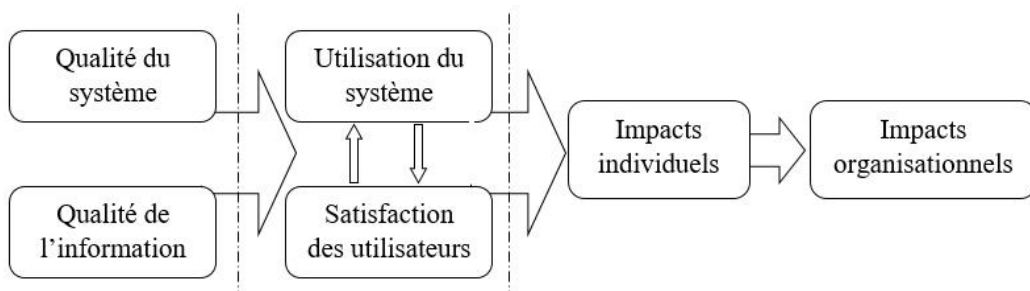 Qualité du
système
Utilisation du
système
Qualité de
l’information
Satisfaction
des utilisateurs
Impacts
individuels
Impacts
organisationnels